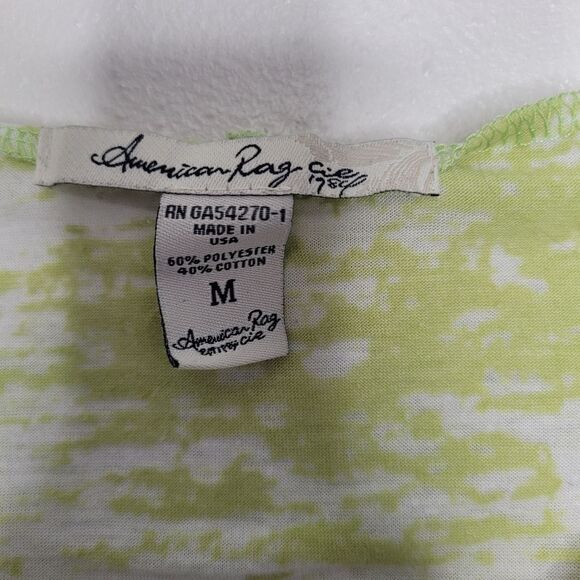 American Rag Cie
1984
RN GA54270-1
MADE IN
USA
60% POLYESTER
40% COTTON
M
American Rag
cie